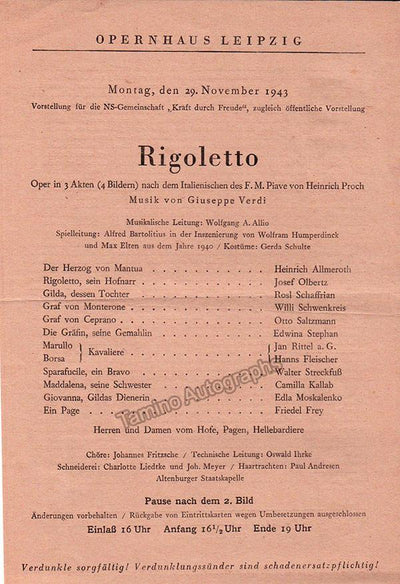 OPERNHAUS LEIPZIG
Montag, den 29. November 1943
Vorstellung für die NS-Gemeinschaft „Kraft durch Freude", zugleich öffentliche Vorstellung
Rigoletto
Oper in 3 Akten (4 Bildern) nach dem Italienischen des F. M. Piave von Heinrich Proch
Musik von Giuseppe Verdi
Musikalische Leitung: Wolfgang A. Allio
Spielleitung: Alfred Bartolitius in der Inszenierung von Wolfram Humperdinck
und Max Elten aus dem Jahre 1940 / Kostüme: Gerda Schulte
Der Herzog von Mantua . . . . . . . . . . . . Heinrich Allmeroth
Rigoletto, sein Hofnarr . . . . . . . . . . . . Josef Olbertz
Gilda, dessen Tochter . . . . . . . . . . . . Rosl Schaffrian
Graf von Monterone . . . . . . . . . . . . Willi Schwenkreis
Graf von Ceprano . . . . . . . . . . . . Otto Saltzmann
Die Gräfin, seine Gemahlin . . . . . . . . . . . . Edwina Stephan
Marullo } Kavaliere . . . . . . . . . . . . { Jan Rittel a. G.
Borsa } { Hanns Fleischer
Sparafucile, ein Bravo . . . . . . . . . . . . Walter Streckfuß
Maddalena, seine Schwester . . . . . . . . . . . . Camilla Kallab
Giovanna, Gildas Dienerin . . . . . . . . . . . . Edla Moskalenko
Ein Page . . . . . . . . . . . . Friedel Frey
Tamino Autographs
Herren und Damen vom Hofe, Pagen, Hellebardiere
Chöre: Johannes Fritzsche / Technische Leitung: Oswald Ihrke
Schneiderei: Charlotte Liedtke und Joh. Meyer / Haartrachten: Paul Andresen
Altenburger Staatskapelle
Pause nach dem 2. Bild
Änderungen vorbehalten / Rückgabe von Eintrittskarten wegen Umbesetzungen ausgeschlossen
Einlaß 16 Uhr Anfang 16½ Uhr Ende 19 Uhr
Verdunkle sorgfältig! Verdunklungssünder sind schadenersatzpflichtig!